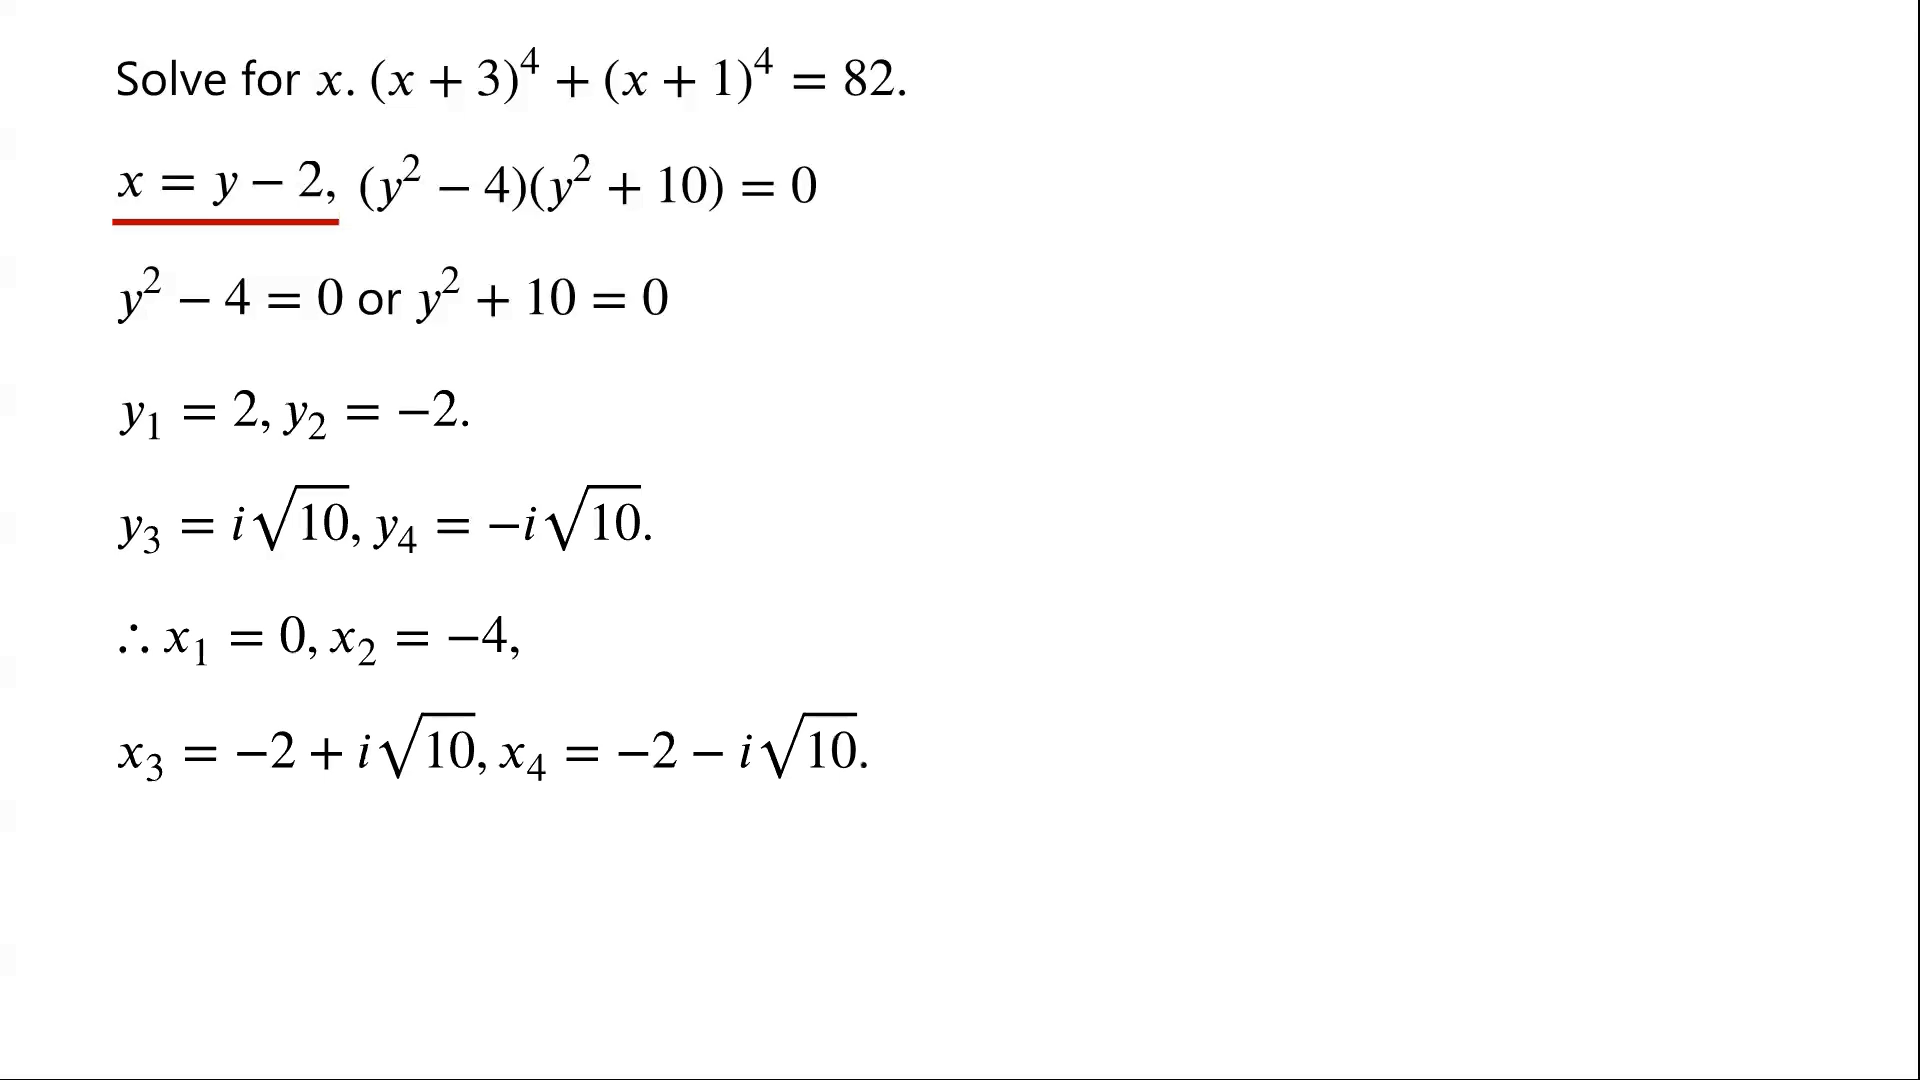 Solve for x. (x + 3)⁴ + (x + 1)⁴ = 82.
x = y − 2, (y² − 4)(y² + 10) = 0
y² − 4 = 0 or y² + 10 = 0
y₁ = 2, y₂ = −2.
y₃ = i√10, y₄ = −i√10.
∴ x₁ = 0, x₂ = −4,
x₃ = −2 + i√10, x₄ = −2 − i√10.